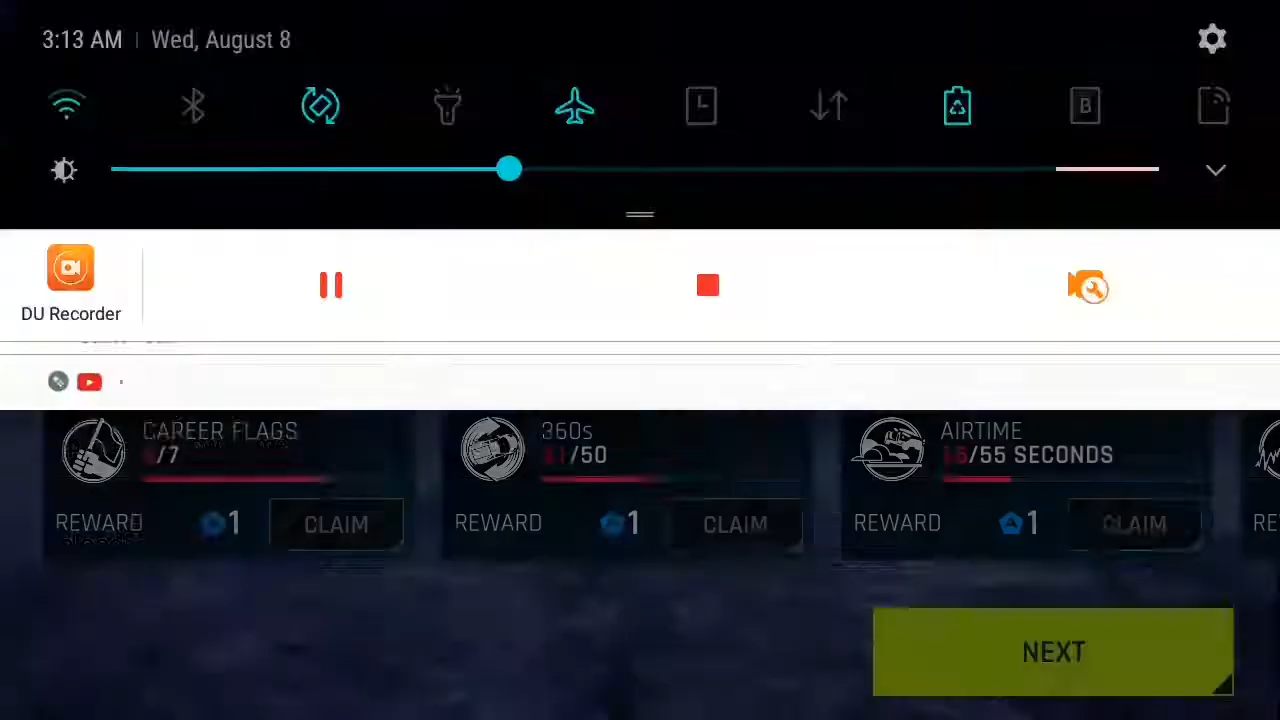 3:13 AM | Wed, August 8
B
DU Recorder
CAREER FLAGS
/7
REWARD 1 CLAIM
360s
/50
REWARD 1 CLAIM
AIRTIME
/55 SECONDS
REWARD 1 CLAIM
RE
NEXT